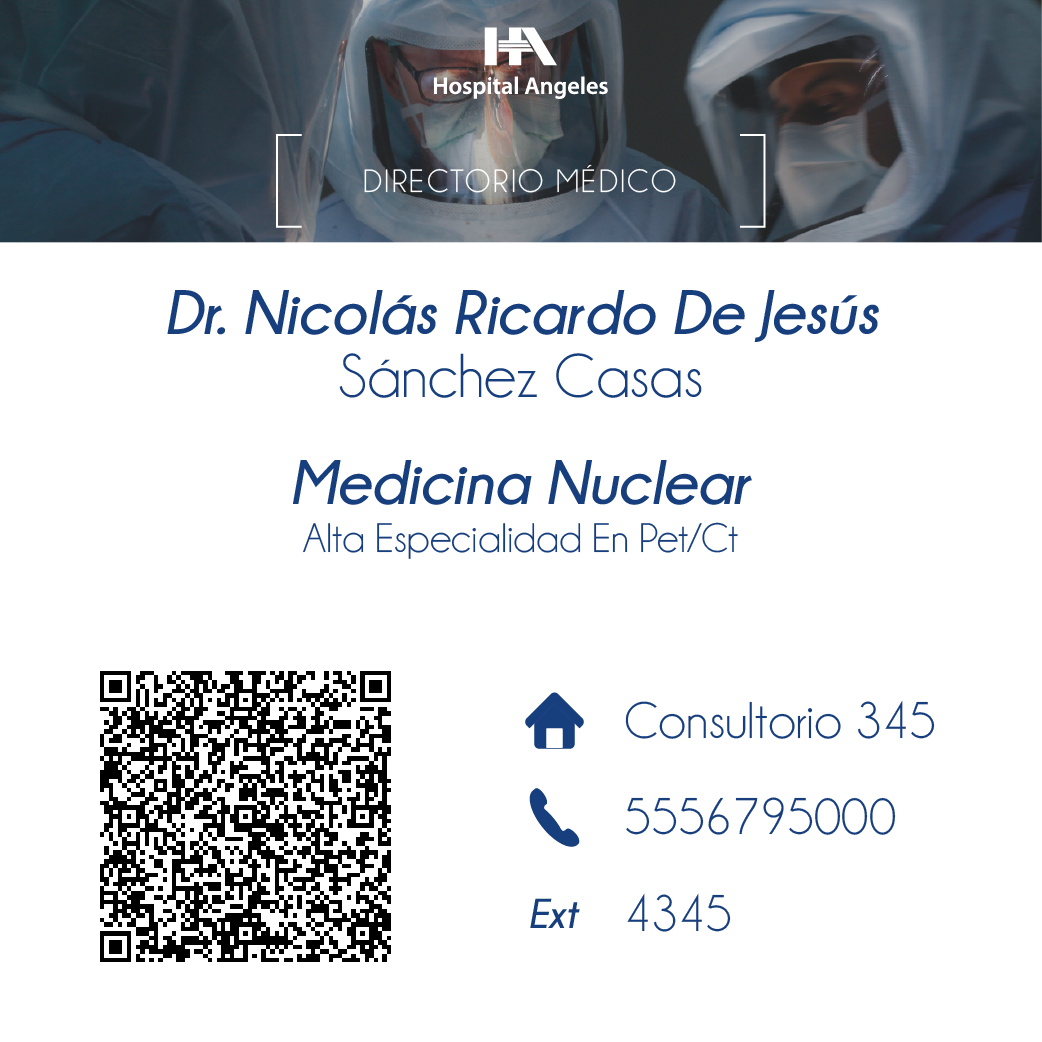 HA
Hospital Angeles
DIRECTORIO MÉDICO
Dr. Nicolás Ricardo De Jesús
Sánchez Casas
Medicina Nuclear
Alta Especialidad En Pet/Ct
Consultorio 345
5556795000
Ext 4345